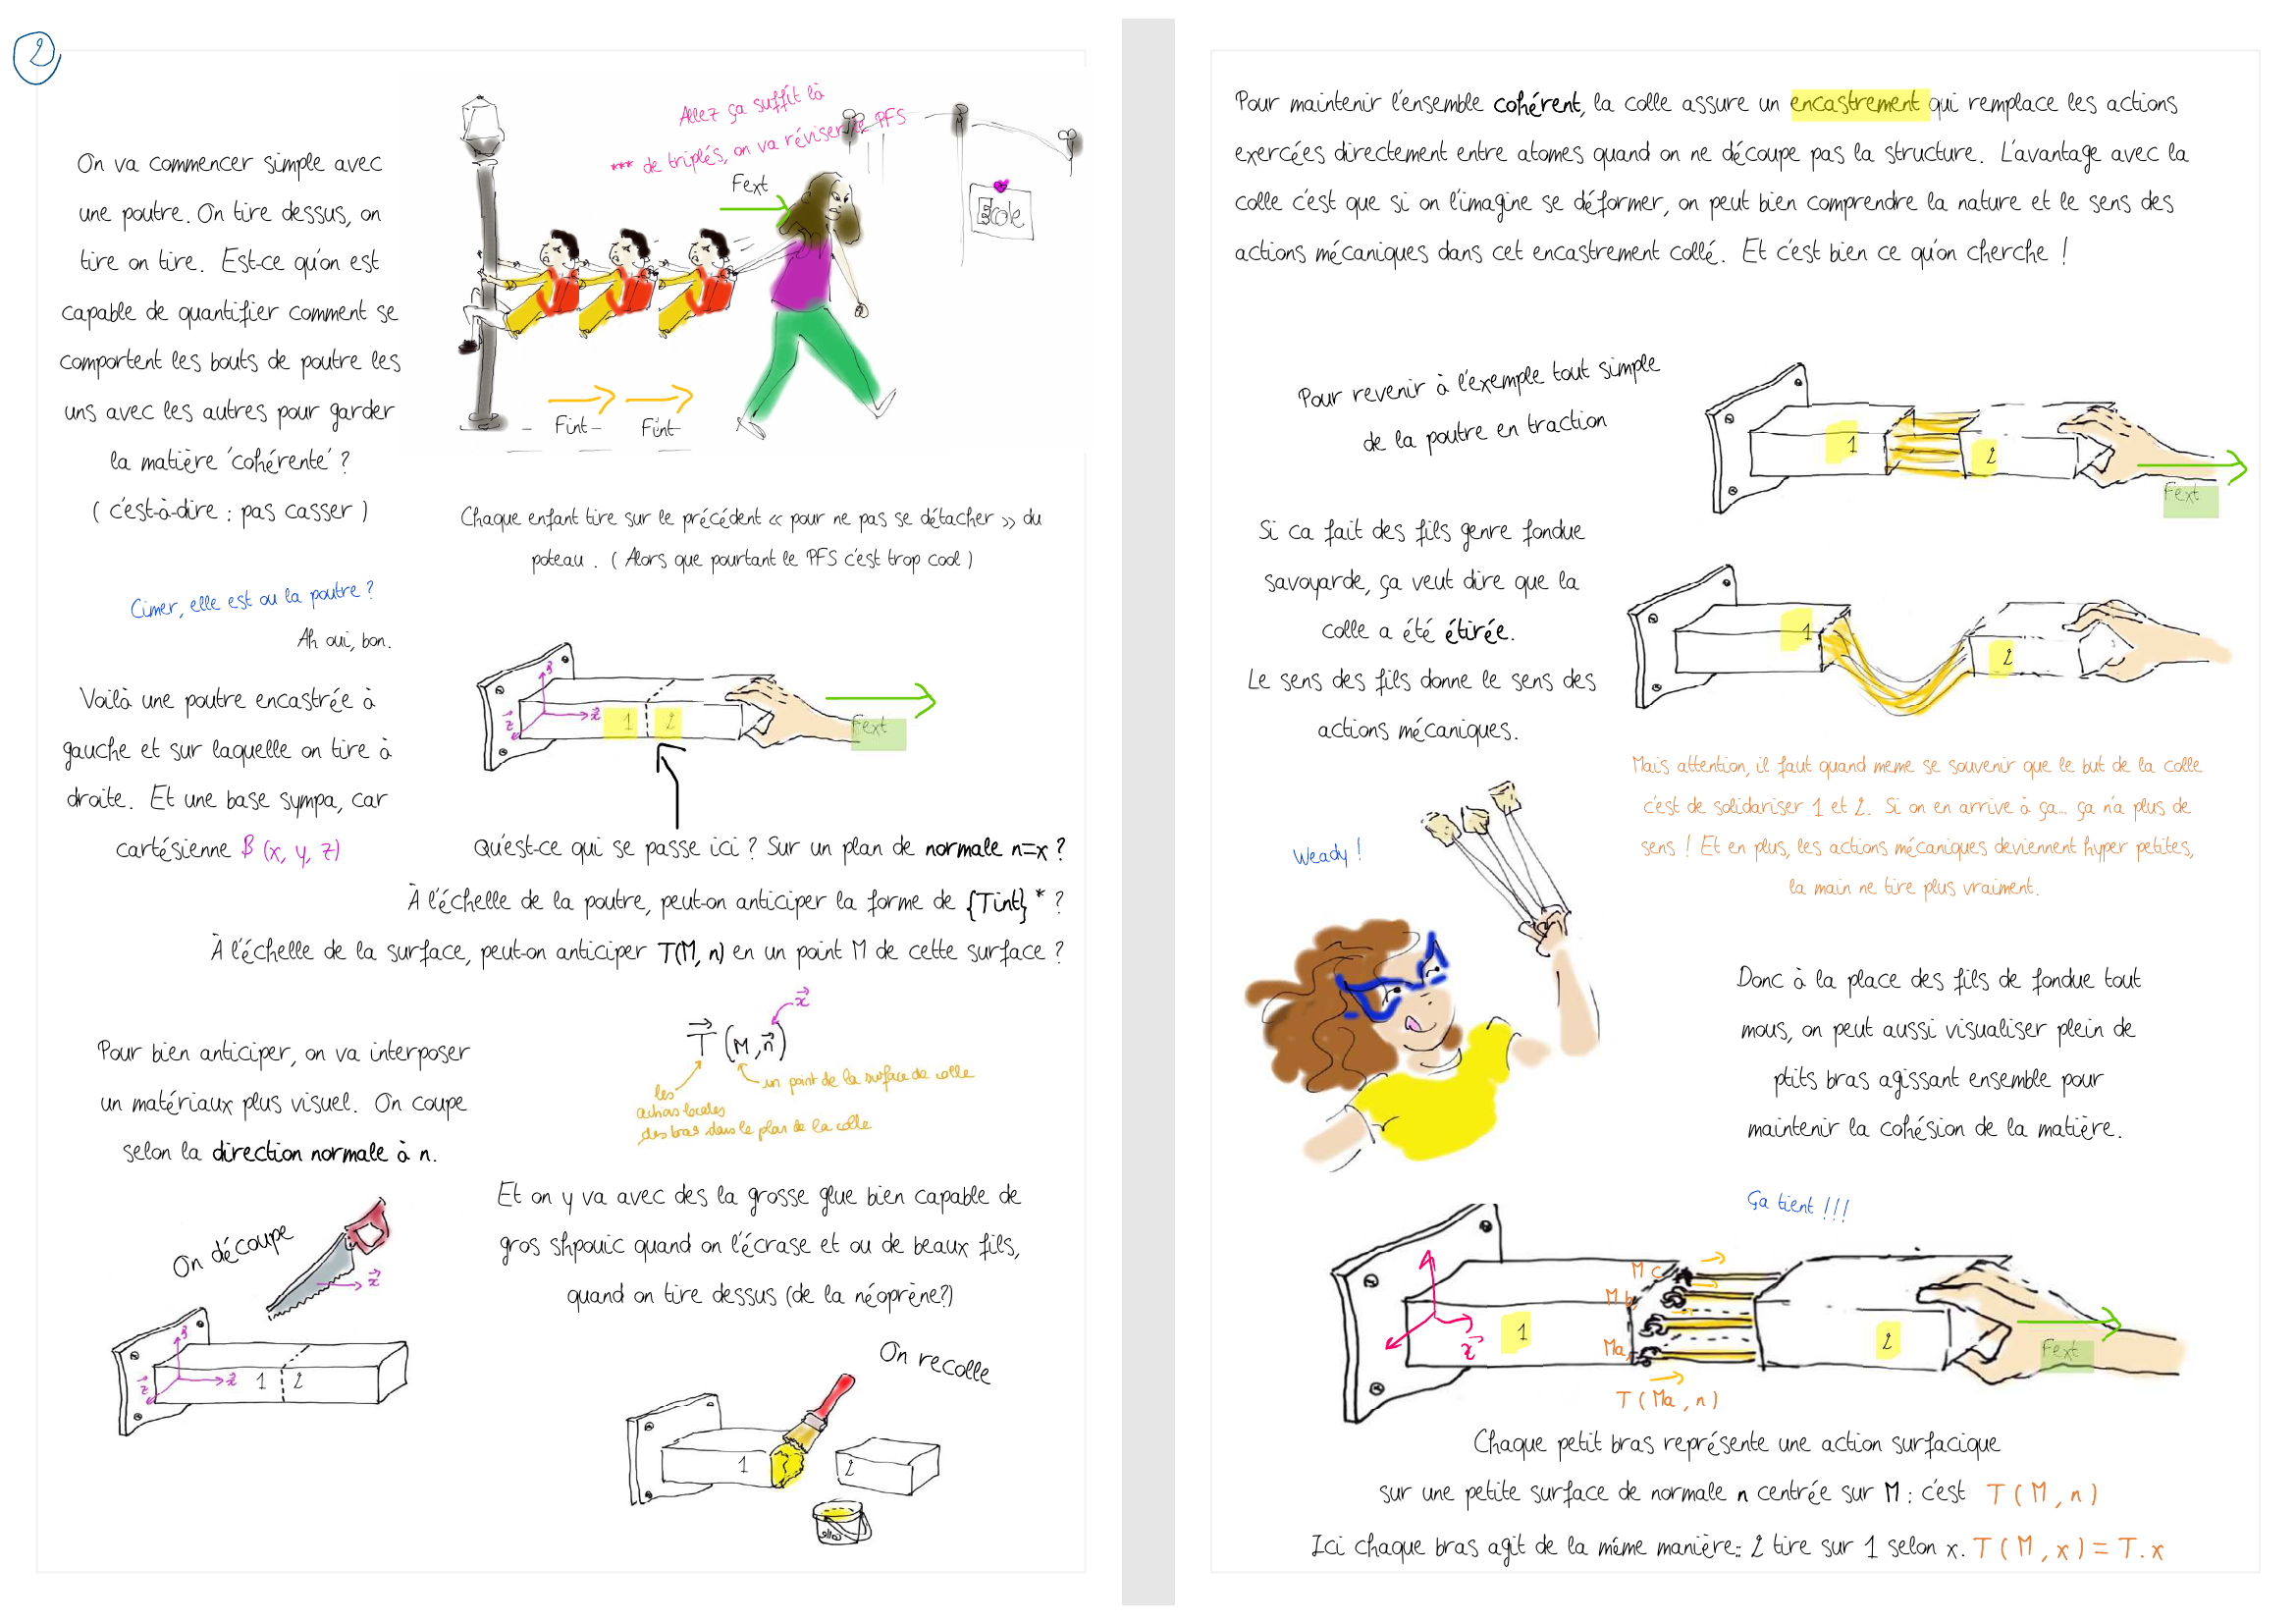 2
On va commencer simple avec
une poutre. On tire dessus, on
tire on tire. Est-ce qu'on est
capable de quantifier comment se
comportent les bouts de poutre les
uns avec les autres pour garder
la matière 'cohérente' ?
( c'est-à-dire : pas casser )
Allez ça suffit là
*** de triplés, on va réviser le PFS
Fext
Ecole
Fint
Fint
Chaque enfant tire sur le précédent « pour ne pas se détacher » du
poteau . ( Alors que pourtant le PFS c'est trop cool )
Cimer, elle est ou la poutre ?
Ah oui, bon.
Voilà une poutre encastrée à
gauche et sur laquelle on tire à
droite. Et une base sympa, car
cartésienne B (x, y, z)
1
2
Fext
Qu'est-ce qui se passe ici ? Sur un plan de normale n=x ?
À l'échelle de la poutre, peut-on anticiper la forme de {Tint} * ?
À l'échelle de la surface, peut-on anticiper T(M, n) en un point M de cette surface ?
x
T (M, n)
un point de la surface de colle
les
actions locales
des bras dans le plan de la colle
Pour bien anticiper, on va interposer
un matériaux plus visuel. On coupe
selon la direction normale à n.
On découpe
x
x
1
2
Et on y va avec des la grosse glue bien capable de
gros shpouic quand on l'écrase et ou de beaux fils,
quand on tire dessus (de la néoprène?)
On recolle
1
2
Pour maintenir l'ensemble cohérent, la colle assure un encastrement qui remplace les actions
exercées directement entre atomes quand on ne découpe pas la structure. L'avantage avec la
colle c'est que si on l'imagine se déformer, on peut bien comprendre la nature et le sens des
actions mécaniques dans cet encastrement collé. Et c'est bien ce qu'on cherche !
Pour revenir à l'exemple tout simple
de la poutre en traction
1
2
Fext
Si ca fait des fils genre fondue
savoyarde, ça veut dire que la
colle a été étirée.
Le sens des fils donne le sens des
actions mécaniques.
1
2
Mais attention, il faut quand meme se souvenir que le but de la colle
c'est de solidariser 1 et 2. Si on en arrive à ça... ça n'a plus de
sens ! Et en plus, les actions mécaniques deviennent hyper petites,
la main ne tire plus vraiment.
Weady !
Donc à la place des fils de fondue tout
mous, on peut aussi visualiser plein de
ptits bras agissant ensemble pour
maintenir la cohésion de la matière.
Ça tient !!!
Mc
Mb
Ma
x
1
2
Fext
T ( Ma , n )
Chaque petit bras représente une action surfacique
sur une petite surface de normale n centrée sur M : c'est T ( M , n )
Ici chaque bras agit de la même manière:: 2 tire sur 1 selon x. T ( M , x ) = T . x